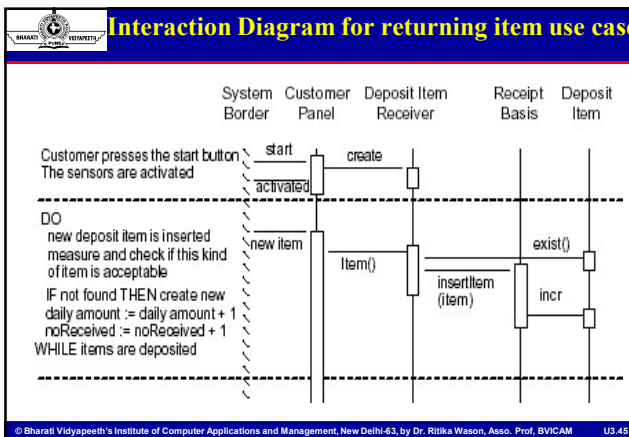 BHARATI VIDYAPEETH
PUNE
Interaction Diagram for returning item use case
System Border
Customer Panel
Deposit Item Receiver
Receipt Basis
Deposit Item
Customer presses the start button
The sensors are activated
start
create
activated
DO
new deposit item is inserted
measure and check if this kind
of item is acceptable
new item
Item()
exist()
insertItem
(item)
incr
IF not found THEN create new
daily amount := daily amount + 1
noReceived := noReceived + 1
WHILE items are deposited
© Bharati Vidyapeeth's Institute of Computer Applications and Management, New Delhi-63, by Dr. Ritika Wason, Asso. Prof, BVICAM U3.45